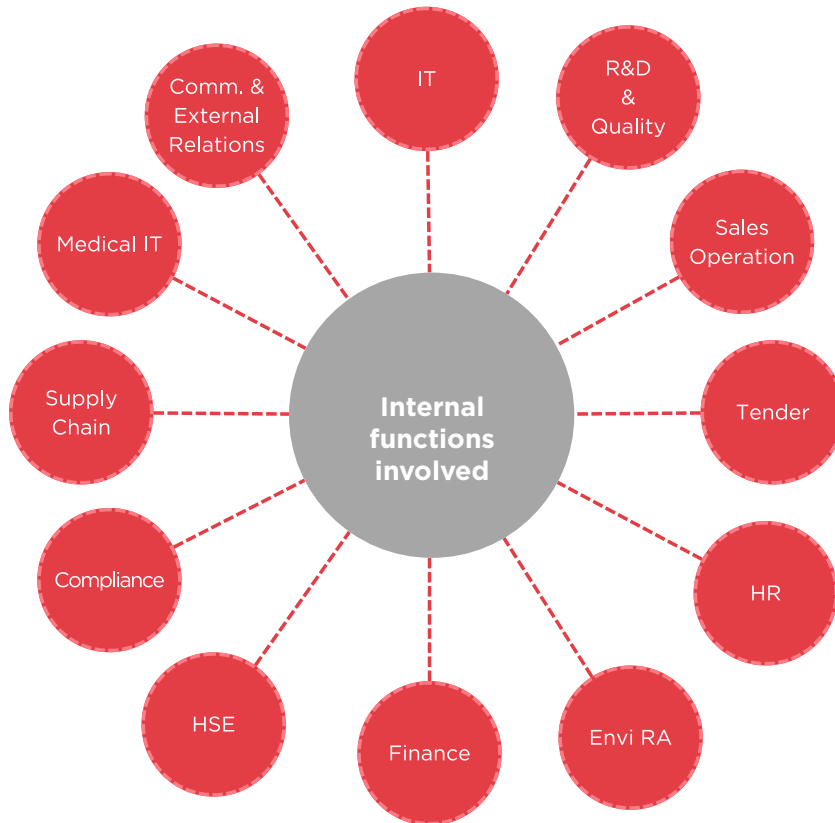 IT
R&D
&
Quality
Comm. &
External
Relations
Sales
Operation
Medical IT
Supply
Chain
Internal
functions
involved
Tender
Compliance
HR
HSE
Finance
Envi RA